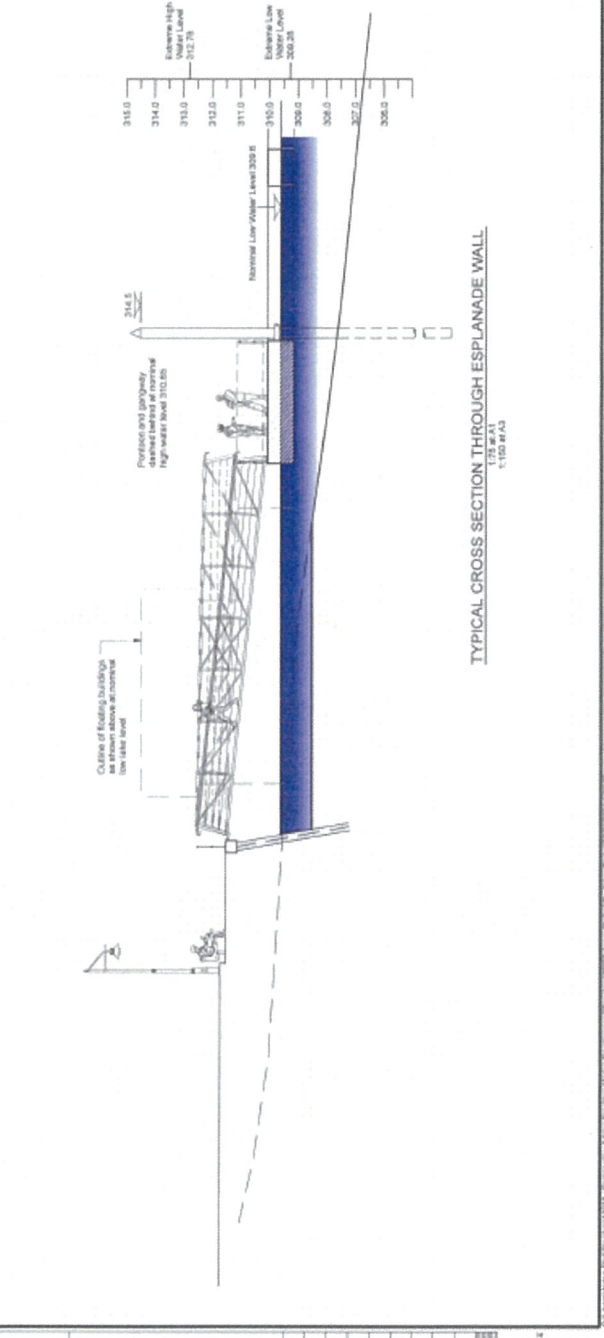 Extreme High
Water Level
312.78
Extreme Low
Water Level
309.28
315.0
314.0
313.0
312.0
311.0
310.0
309.0
308.0
307.0
Nominal Low Water Level 309.6
314.5
Pontoon and gangway
dashed behind at nominal
high water level 310.65
Outline of floating buildings
as shown above at nominal
low lake level
TYPICAL CROSS SECTION THROUGH ESPLANADE WALL
1:75 at A1
1:150 at A3